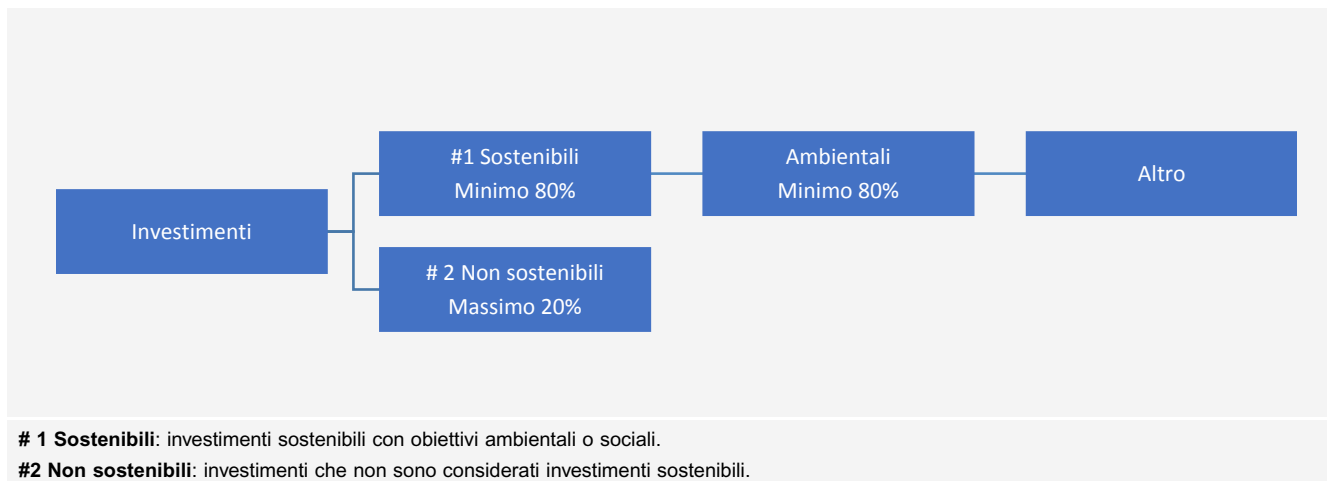 #1 Sostenibili
Minimo 80%
Ambientali
Minimo 80%
Altro
Investimenti
# 2 Non sostenibili
Massimo 20%
# 1 Sostenibili: investimenti sostenibili con obiettivi ambientali o sociali.
#2 Non sostenibili: investimenti che non sono considerati investimenti sostenibili.